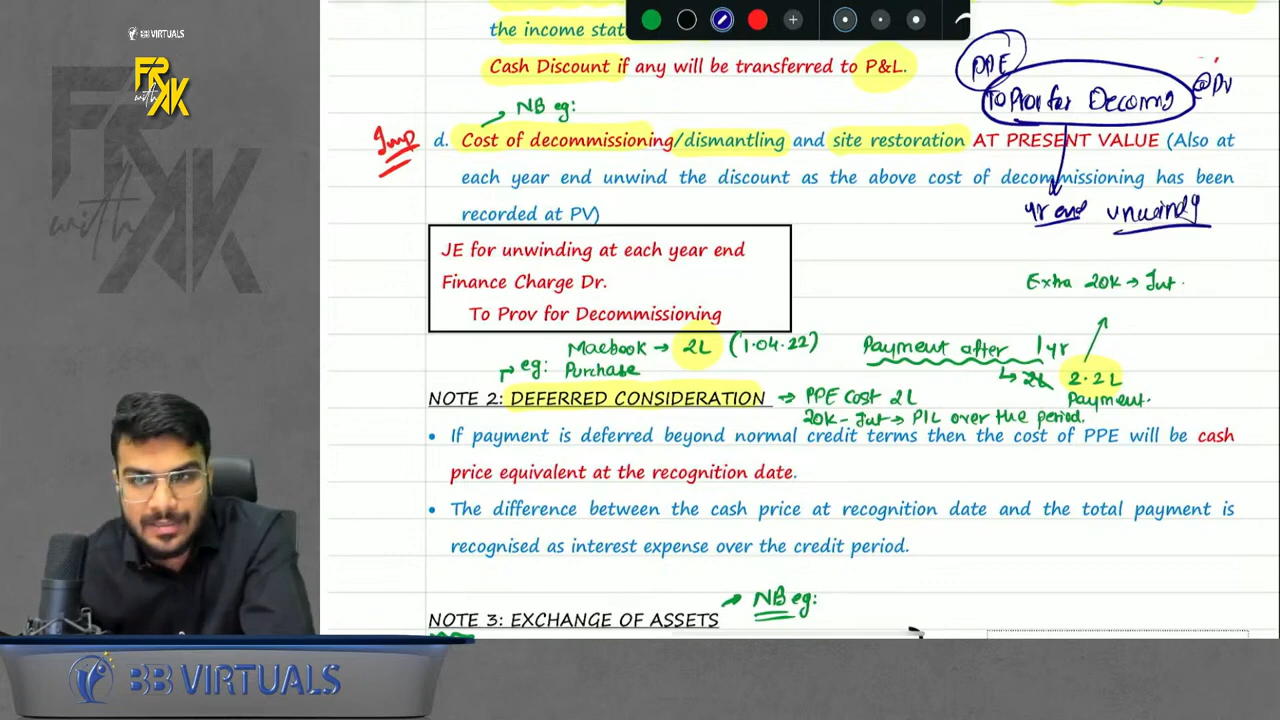 BB VIRTUALS
FR
with
AK
FR
with
AK
the income stat
Cash Discount if any will be transferred to P&L.
PPE
To Prov for Decomng
@PV
NB eg:
Imp
d. Cost of decommissioning/dismantling and site restoration AT PRESENT VALUE (Also at
each year end unwind the discount as the above cost of decommissioning has been
recorded at PV)
yr end unwindg
JE for unwinding at each year end
Finance Charge Dr.
To Prov for Decommissioning
Extra 20K → Int.
eg: Macbook → 2L (1.04.22)
Purchase
Payment after 1 yr
2L 2.2L
Payment.
NOTE 2: DEFERRED CONSIDERATION → PPE Cost 2L
20K - Int → P/L over the period.
• If payment is deferred beyond normal credit terms then the cost of PPE will be cash
price equivalent at the recognition date.
• The difference between the cash price at recognition date and the total payment is
recognised as interest expense over the credit period.
NB eg:
NOTE 3: EXCHANGE OF ASSETS
BB VIRTUALS